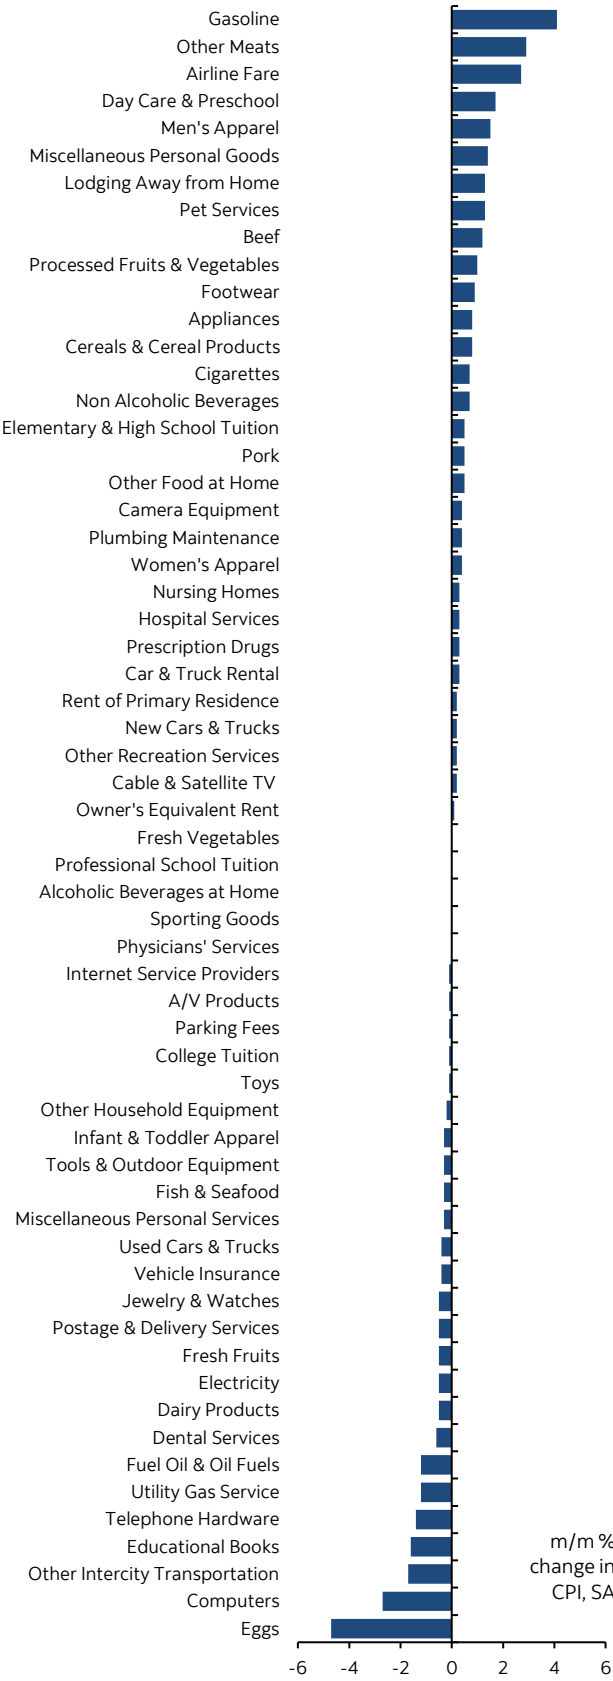 Gasoline
Other Meats
Airline Fare
Day Care & Preschool
Men's Apparel
Miscellaneous Personal Goods
Lodging Away from Home
Pet Services
Beef
Processed Fruits & Vegetables
Footwear
Appliances
Cereals & Cereal Products
Cigarettes
Non Alcoholic Beverages
Elementary & High School Tuition
Pork
Other Food at Home
Camera Equipment
Plumbing Maintenance
Women's Apparel
Nursing Homes
Hospital Services
Prescription Drugs
Car & Truck Rental
Rent of Primary Residence
New Cars & Trucks
Other Recreation Services
Cable & Satellite TV
Owner's Equivalent Rent
Fresh Vegetables
Professional School Tuition
Alcoholic Beverages at Home
Sporting Goods
Physicians' Services
Internet Service Providers
A/V Products
Parking Fees
College Tuition
Toys
Other Household Equipment
Infant & Toddler Apparel
Tools & Outdoor Equipment
Fish & Seafood
Miscellaneous Personal Services
Used Cars & Trucks
Vehicle Insurance
Jewelry & Watches
Postage & Delivery Services
Fresh Fruits
Electricity
Dairy Products
Dental Services
Fuel Oil & Oil Fuels
Utility Gas Service
Telephone Hardware
Educational Books
Other Intercity Transportation
Computers
Eggs
m/m %
change in
CPI, SA
-6 -4 -2 0 2 4 6